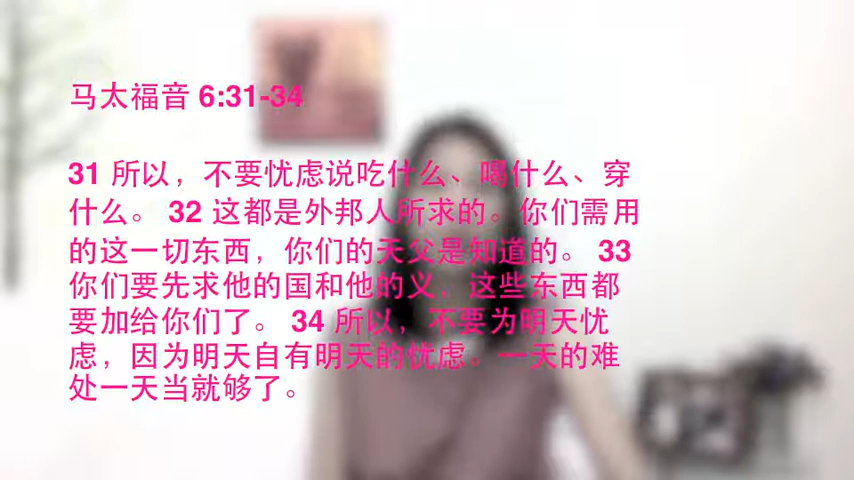 马太福音 6:31-34
31 所以，不要忧虑说吃什么、喝什么、穿
什么。 32 这都是外邦人所求的。你们需用
的这一切东西，你们的天父是知道的。 33
你们要先求他的国和他的义，这些东西都
要加给你们了。 34 所以，不要为明天忧
虑，因为明天自有明天的忧虑。一天的难
处一天当就够了。